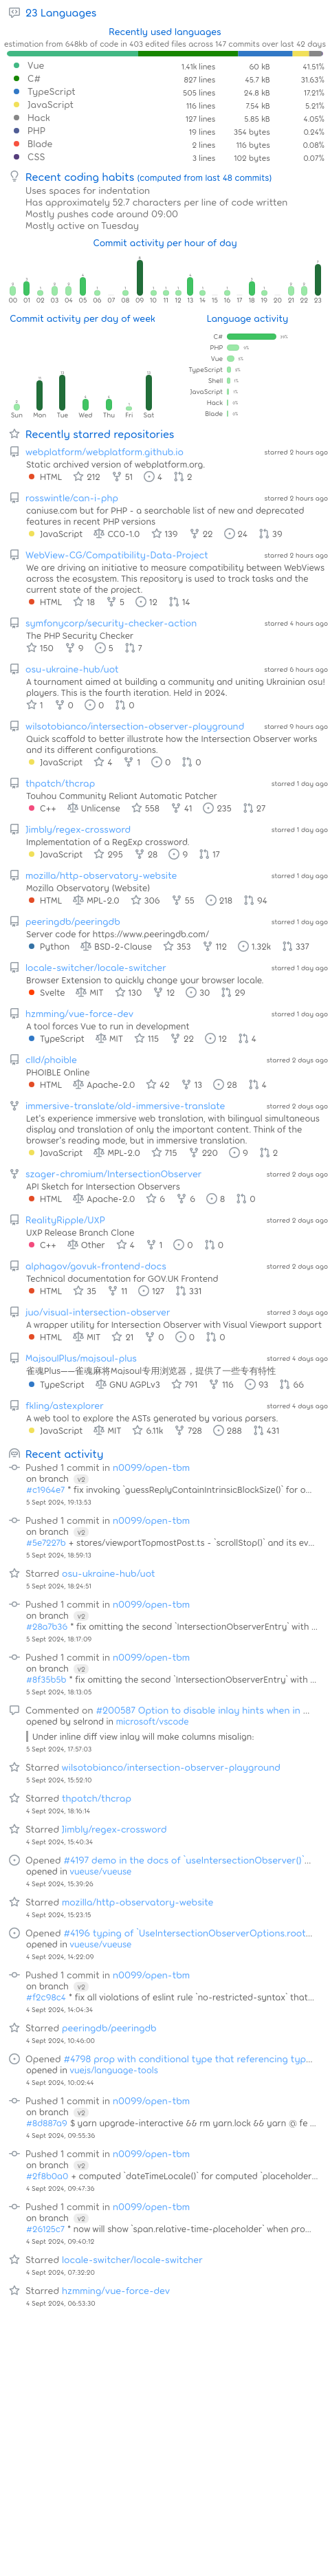 23 Languages
Recently used languages
estimation from 648kb of code in 403 edited files across 147 commits over last 42 days
Vue 1.41k lines 60 kB 41.51%
C# 827 lines 45.7 kB 31.63%
TypeScript 505 lines 24.8 kB 17.21%
JavaScript 116 lines 7.54 kB 5.21%
Hack 127 lines 5.85 kB 4.05%
PHP 19 lines 354 bytes 0.24%
Blade 2 lines 116 bytes 0.08%
CSS 3 lines 102 bytes 0.07%
Recent coding habits (computed from last 48 commits)
Uses spaces for indentation
Has approximately 52.7 characters per line of code written
Mostly pushes code around 09:00
Mostly active on Tuesday
Commit activity per hour of day
00 01 02 03 04 05 06 07 08 09 10 11 12 13 14 15 16 17 18 19 20 21 22 23
Commit activity per day of week
Sun Mon Tue Wed Thu Fri Sat
Language activity
C#
PHP
Vue
TypeScript
Shell
JavaScript
Hack
Blade
Recently starred repositories
webplatform/webplatform.github.io starred 2 hours ago
Static archived version of webplatform.org.
HTML 212 51 4 2
rosswintle/can-i-php starred 2 hours ago
caniuse.com but for PHP - a searchable list of new and deprecated
features in recent PHP versions
JavaScript CC0-1.0 139 22 24 39
WebView-CG/Compatibility-Data-Project starred 2 hours ago
We are driving an initiative to improve compatibility between WebViews
across the ecosystem. This repository is used to track tasks and the
current state of the project.
HTML 18 5 12 14
symfonycorp/security-checker-action starred 4 hours ago
The PHP Security Checker
150 9 5 7
osu-ukraine-hub/uot starred 6 hours ago
A tournament aimed at building a community and uniting Ukrainian osu!
players. This is the fourth iteration. Held in 2024.
1 0 0 0
wilsotobianco/intersection-observer-playground starred 9 hours ago
Quick scaffold to better illustrate how the Intersection Observer works
and its different configurations.
JavaScript 4 1 0 0
thpatch/thcrap starred 1 day ago
Touhou Community Reliant Automatic Patcher
C++ Unlicense 558 41 235 27
Jimbly/regex-crossword starred 1 day ago
Implementation of a RegExp crossword.
JavaScript 295 28 9 17
mozilla/http-observatory-website starred 1 day ago
Mozilla Observatory (Website)
HTML MPL-2.0 306 55 218 94
peeringdb/peeringdb starred 1 day ago
Server code for https://www.peeringdb.com/
Python BSD-2-Clause 353 112 1.32k 337
locale-switcher/locale-switcher starred 1 day ago
Browser Extension to quickly change your browser locale.
Svelte MIT 130 12 30 29
hzmming/vue-force-dev starred 1 day ago
A tool forces Vue to run in development
TypeScript MIT 115 22 12 4
clld/phoible starred 2 days ago
PHOIBLE Online
HTML Apache-2.0 42 13 28 4
immersive-translate/old-immersive-translate starred 2 days ago
Let's experience immersive web translation, with bilingual simultaneous
display and translation of only the important content. Think of the
browser's reading mode, but in immersive translation.
JavaScript MPL-2.0 715 220 9 2
szager-chromium/IntersectionObserver starred 2 days ago
API Sketch for Intersection Observers
HTML Apache-2.0 6 6 8 0
RealityRipple/UXP starred 2 days ago
UXP Release Branch Clone
C++ Other 4 1 0 0
alphagov/govuk-frontend-docs starred 2 days ago
Technical documentation for GOV.UK Frontend
HTML 35 11 127 331
juo/visual-intersection-observer starred 3 days ago
A wrapper utility for Intersection Observer with Visual Viewport support
HTML MIT 21 0 0 0
MajsoulPlus/majsoul-plus starred 4 days ago
雀魂Plus——雀魂麻将Majsoul专用浏览器，提供了一些专有特性
TypeScript GNU AGPLv3 791 116 93 66
fkling/astexplorer starred 4 days ago
A web tool to explore the ASTs generated by various parsers.
JavaScript MIT 6.11k 728 288 431
Recent activity
Pushed 1 commit in n0099/open-tbm
on branch v2
#c1964e7 * fix invoking `guessReplyContainIntrinsicBlockSize()` for o...
5 Sept 2024, 19:13:53
Pushed 1 commit in n0099/open-tbm
on branch v2
#5e7227b + stores/viewportTopmostPost.ts - `scrollStop()` and its ev...
5 Sept 2024, 18:59:13
Starred osu-ukraine-hub/uot
5 Sept 2024, 18:24:51
Pushed 1 commit in n0099/open-tbm
on branch v2
#28a7b36 * fix omitting the second `IntersectionObserverEntry` with ...
5 Sept 2024, 18:17:09
Pushed 1 commit in n0099/open-tbm
on branch v2
#8f35b5b * fix omitting the second `IntersectionObserverEntry` with ...
5 Sept 2024, 18:13:05
Commented on #200587 Option to disable inlay hints when in ...
opened by selrond in microsoft/vscode
Under inline diff view inlay will make columns misalign:
5 Sept 2024, 17:57:03
Starred wilsotobianco/intersection-observer-playground
5 Sept 2024, 15:52:10
Starred thpatch/thcrap
4 Sept 2024, 18:16:14
Starred Jimbly/regex-crossword
4 Sept 2024, 15:40:34
Opened #4197 demo in the docs of `useIntersectionObserver()`...
opened in vueuse/vueuse
4 Sept 2024, 15:39:26
Starred mozilla/http-observatory-website
4 Sept 2024, 15:23:15
Opened #4196 typing of `UseIntersectionObserverOptions.root...
opened in vueuse/vueuse
4 Sept 2024, 14:22:09
Pushed 1 commit in n0099/open-tbm
on branch v2
#f2c98c4 * fix all violations of eslint rule `no-restricted-syntax` that...
4 Sept 2024, 14:04:34
Starred peeringdb/peeringdb
4 Sept 2024, 10:46:00
Opened #4798 prop with conditional type that referencing typ...
opened in vuejs/language-tools
4 Sept 2024, 10:02:44
Pushed 1 commit in n0099/open-tbm
on branch v2
#8d887a9 $ yarn upgrade-interactive && rm yarn.lock && yarn @ fe ...
4 Sept 2024, 09:55:36
Pushed 1 commit in n0099/open-tbm
on branch v2
#2f8b0a0 + computed `dateTimeLocale()` for computed `placeholder...
4 Sept 2024, 09:47:36
Pushed 1 commit in n0099/open-tbm
on branch v2
#26125c7 * now will show `span.relative-time-placeholder` when pro...
4 Sept 2024, 09:40:12
Starred locale-switcher/locale-switcher
4 Sept 2024, 07:32:20
Starred hzmming/vue-force-dev
4 Sept 2024, 06:53:30